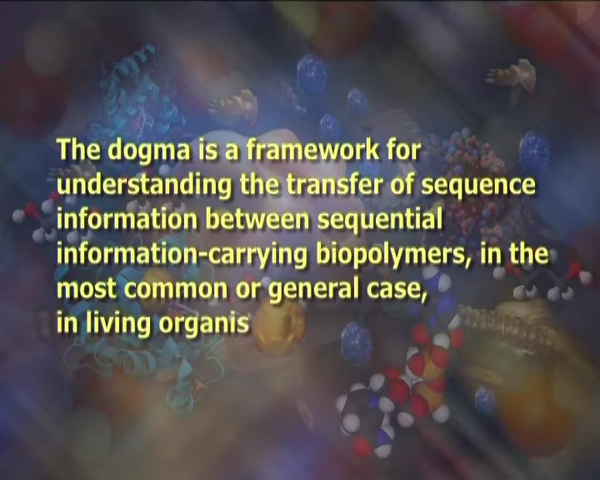 The dogma is a framework for
understanding the transfer of sequence
information between sequential
information-carrying biopolymers, in the
most common or general case,
in living organis